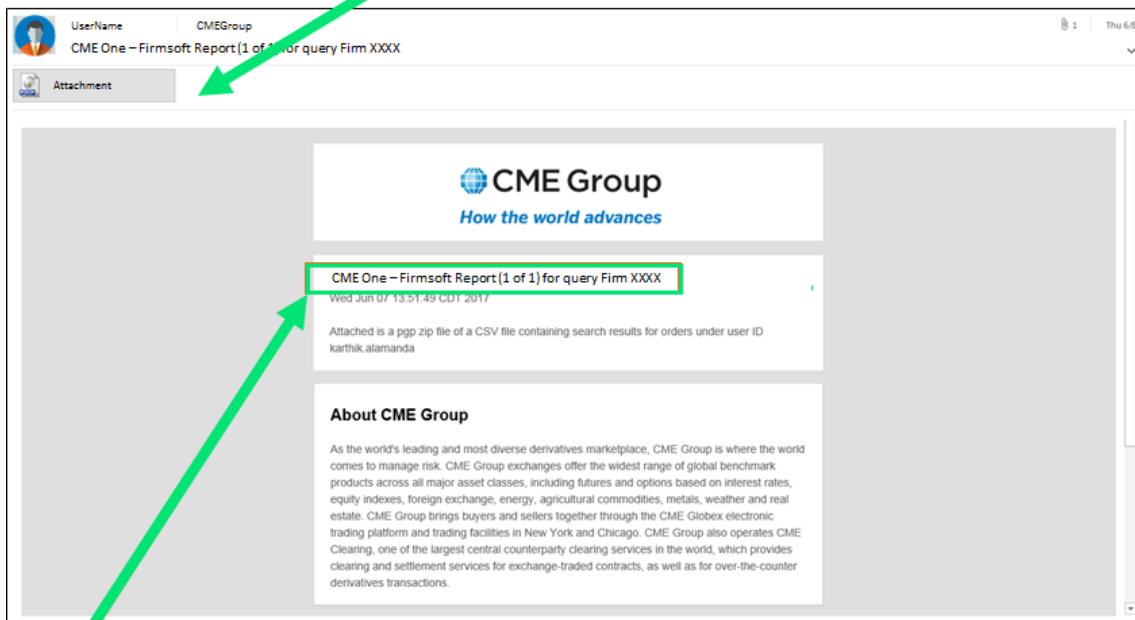 UserName CMEGroup 1 Thu 6/8
CME One – Firmsoft Report (1 of 1) for query Firm XXXX
Attachment
CME Group
How the world advances
CME One – Firmsoft Report (1 of 1) for query Firm XXXX
Wed Jun 07 13:51:49 CDT 2017
Attached is a pgp zip file of a CSV file containing search results for orders under user ID
karthik.alamanda
About CME Group
As the world's leading and most diverse derivatives marketplace, CME Group is where the world
comes to manage risk. CME Group exchanges offer the widest range of global benchmark
products across all major asset classes, including futures and options based on interest rates,
equity indexes, foreign exchange, energy, agricultural commodities, metals, weather and real
estate. CME Group brings buyers and sellers together through the CME Globex electronic
trading platform and trading facilities in New York and Chicago. CME Group also operates CME
Clearing, one of the largest central counterparty clearing services in the world, which provides
clearing and settlement services for exchange-traded contracts, as well as for over-the-counter
derivatives transactions.